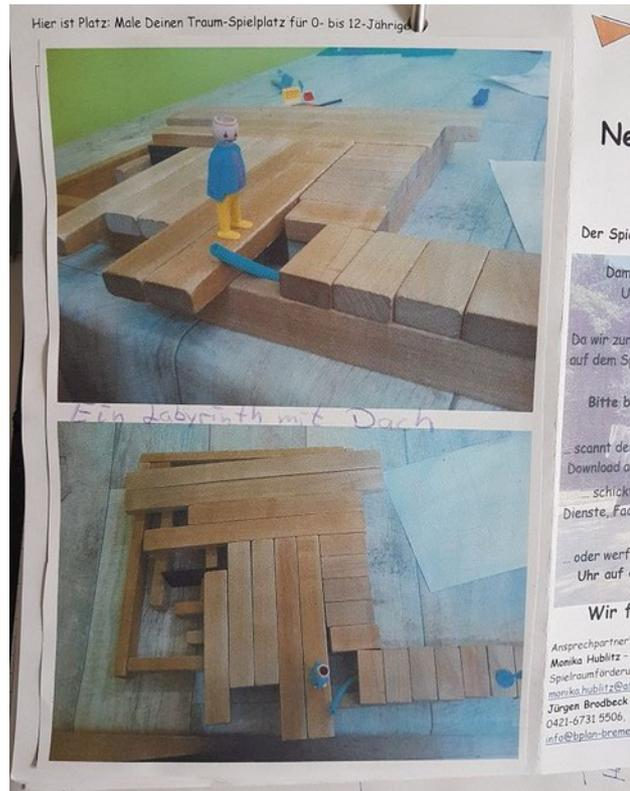 Hier ist Platz: Male Deinen Traum-Spielplatz für 0- bis 12-Jährige
Ein Labyrinth mit Dach
Ne
Der Spi
Dam
U
Da wir zur
auf dem S
Bitte b
... scannt de
Download a
... schick
Dienste, Fa
... oder werf
Uhr auf
Wir f
Ansprechpartner
Monika Hublitz -
Spielraumförderu
monika.hublitz@a
Jürgen Brodbeck
0421-6731 5506,
info@bplan-breme